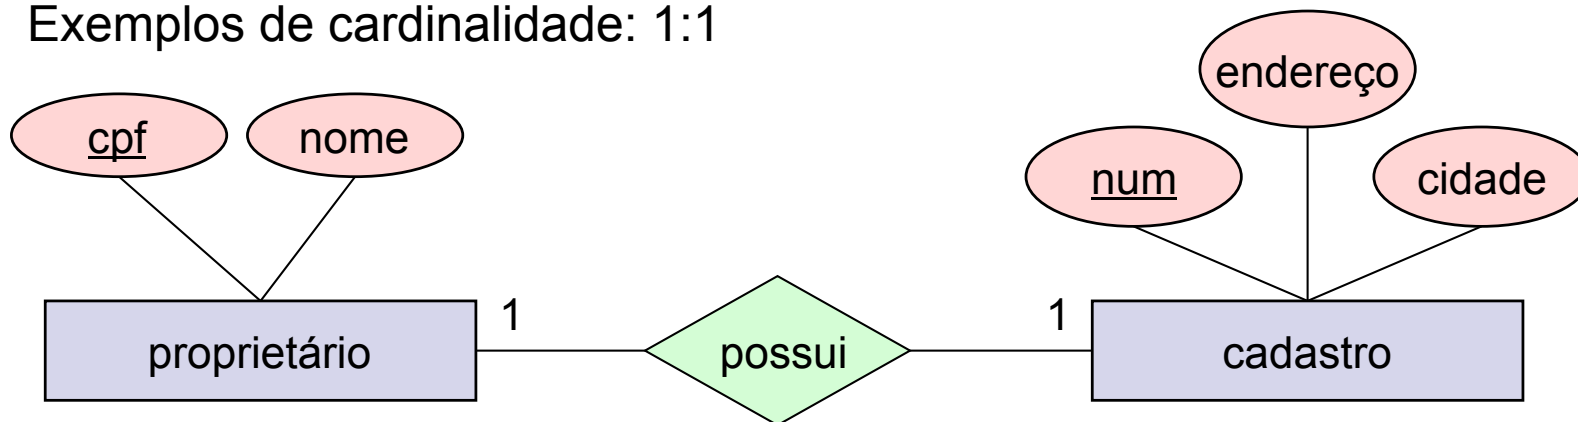 Exemplos de cardinalidade: 1:1
endereço
cpf
nome
num
cidade
1
1
proprietário
possui
cadastro